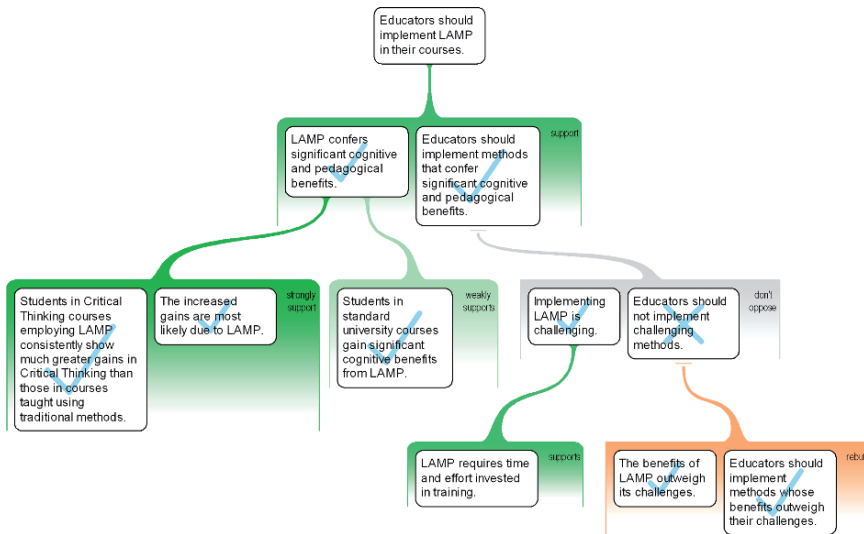 Educators should
implement LAMP
in their courses.
support
LAMP confers
significant cognitive
and pedagogical
benefits.
Educators should
implement methods
that confer
significant cognitive
and pedagogical
benefits.
strongly
support
Students in Critical
Thinking courses
employing LAMP
consistently show
much greater gains in
Critical Thinking than
those in courses
taught using
traditional methods.
The increased
gains are most
likely due to LAMP.
weakly
supports
Students in
standard
university courses
gain significant
cognitive benefits
from LAMP.
don't
oppose
Implementing
LAMP is
challenging.
Educators should
not implement
challenging
methods.
supports
LAMP requires time
and effort invested
in training.
rebut
The benefits of
LAMP outweigh
its challenges.
Educators should
implement
methods whose
benefits outweigh
their challenges.